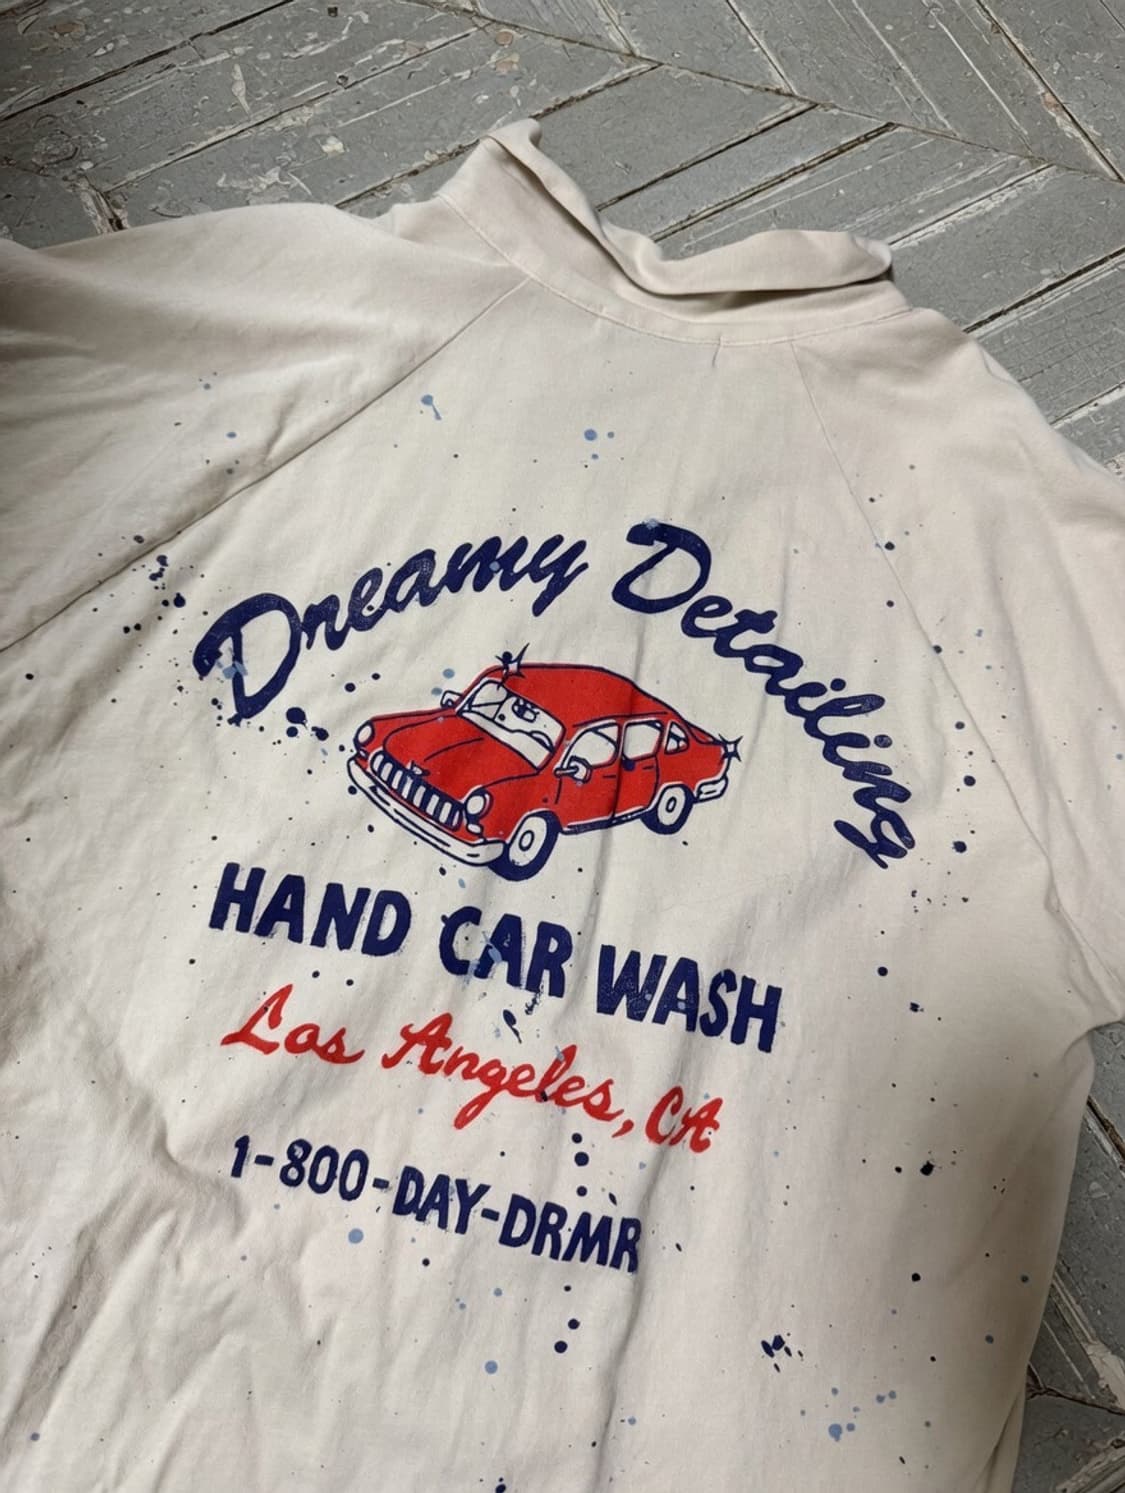 Dreamy Detailing
HAND CAR WASH
Los Angeles, CA
1-800-DAY-DRMR